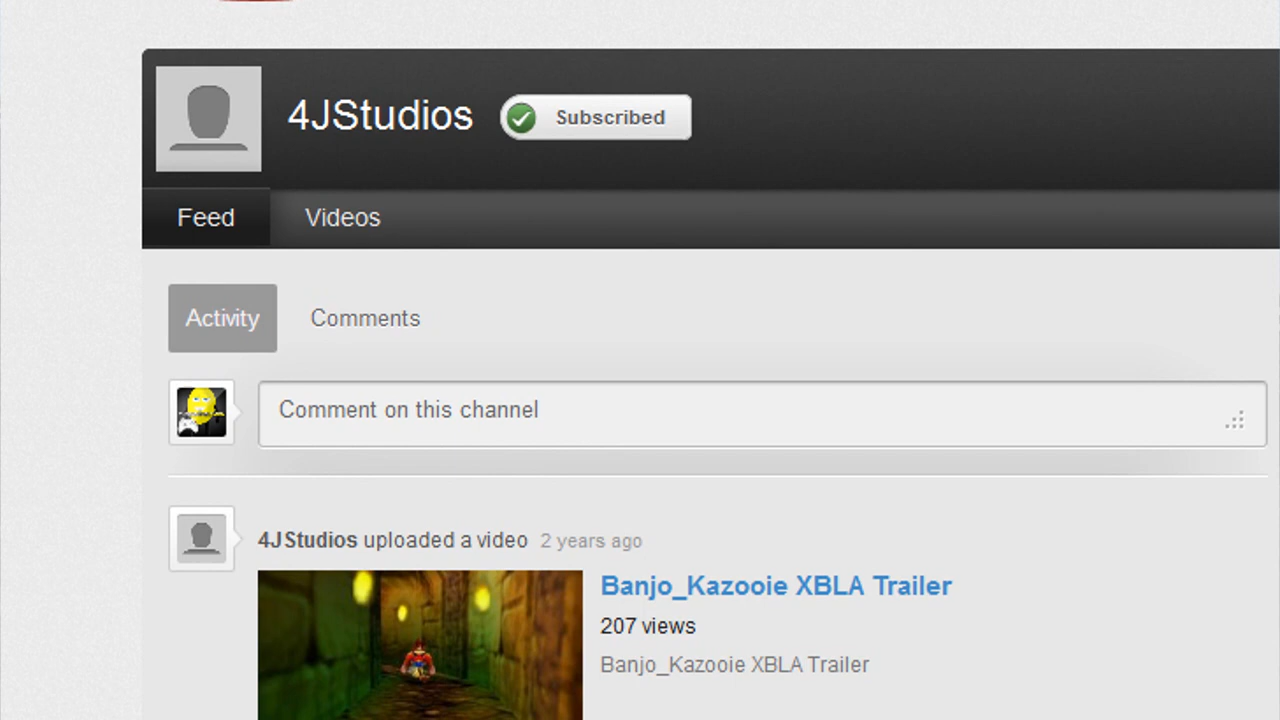 4JStudios
Subscribed
Feed
Videos
Activity
Comments
Comment on this channel
4JStudios uploaded a video 2 years ago
Banjo_Kazooie XBLA Trailer
207 views
Banjo_Kazooie XBLA Trailer